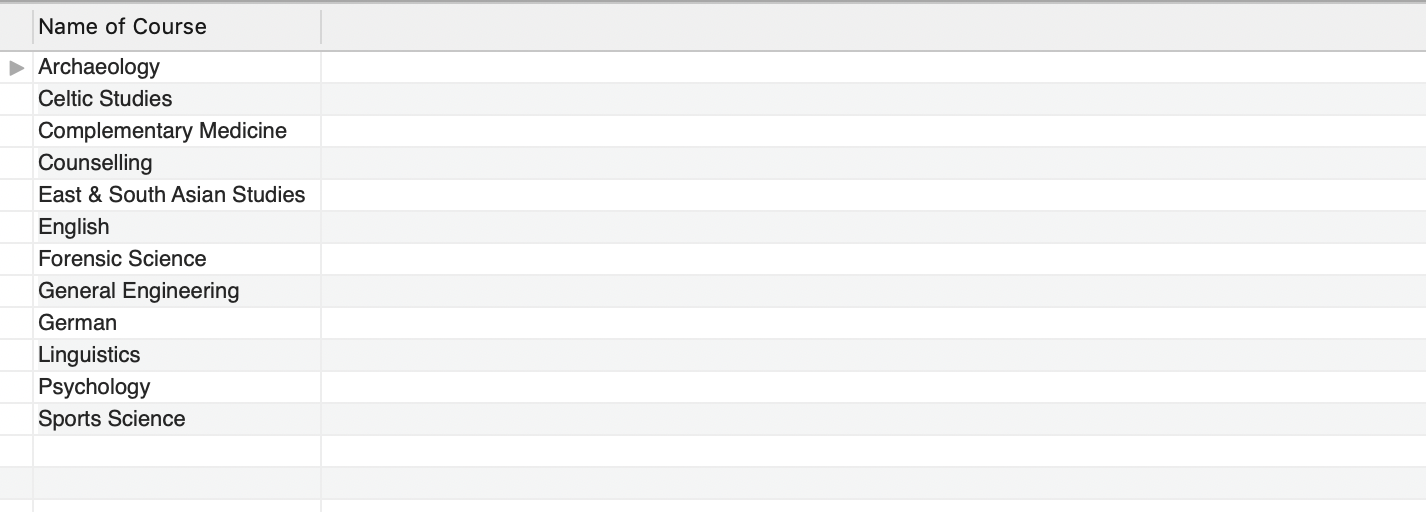 Name of Course
Archaeology
Celtic Studies
Complementary Medicine
Counselling
East & South Asian Studies
English
Forensic Science
General Engineering
German
Linguistics
Psychology
Sports Science